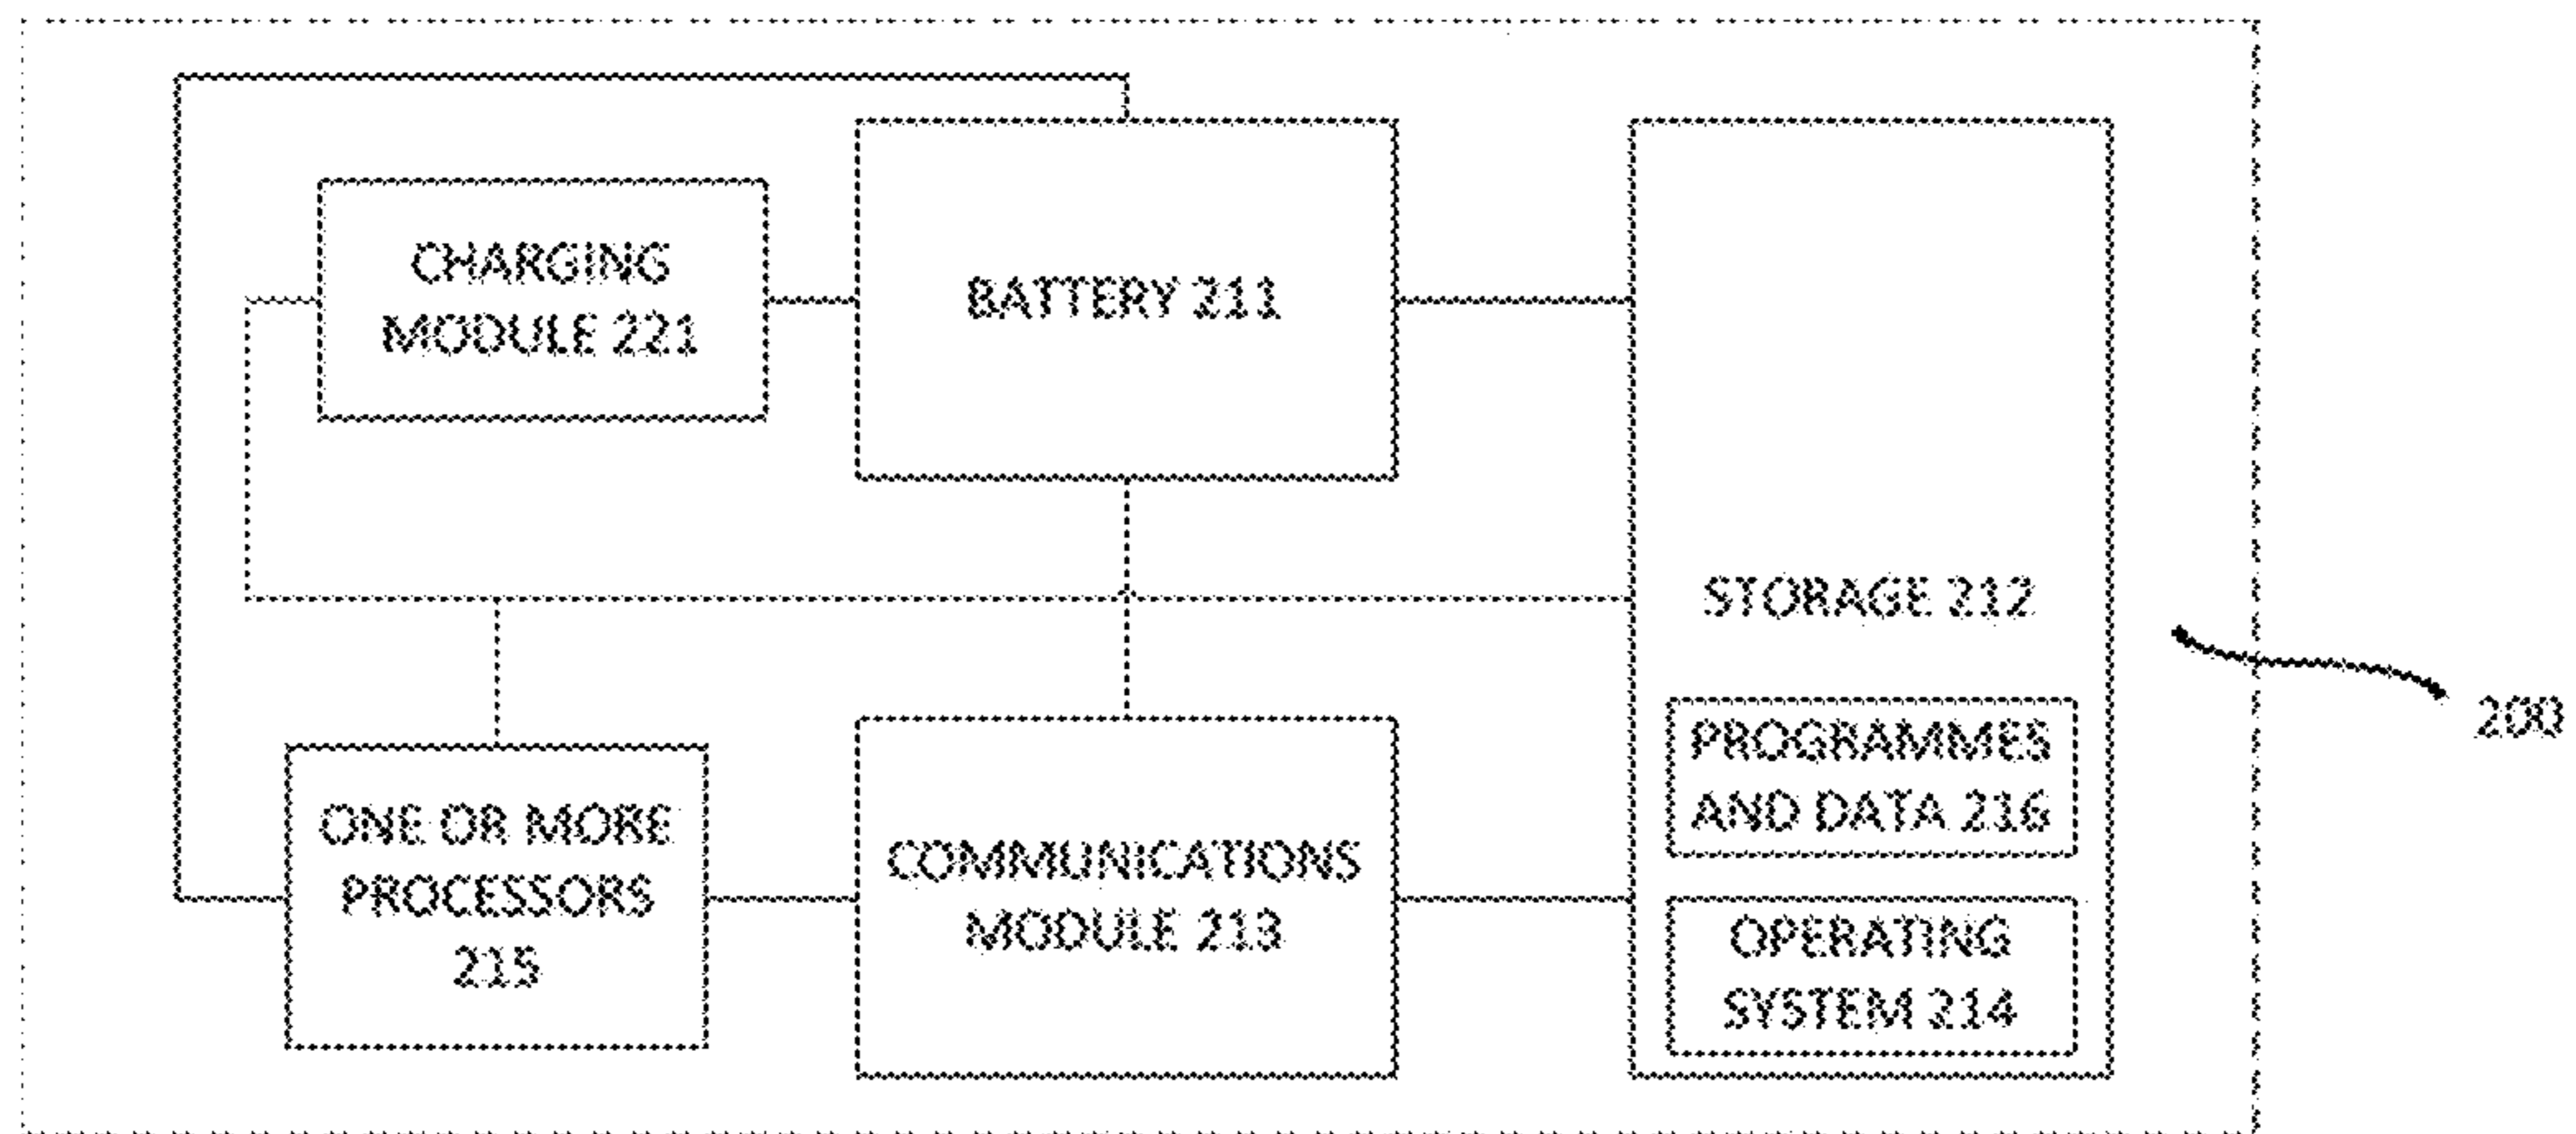 CHARGING
MODULE 221
BATTERY 211
STORAGE 212
PROGRAMMES
AND DATA 216
OPERATING
SYSTEM 214
ONE OR MORE
PROCESSORS
215
COMMUNICATIONS
MODULE 213
200